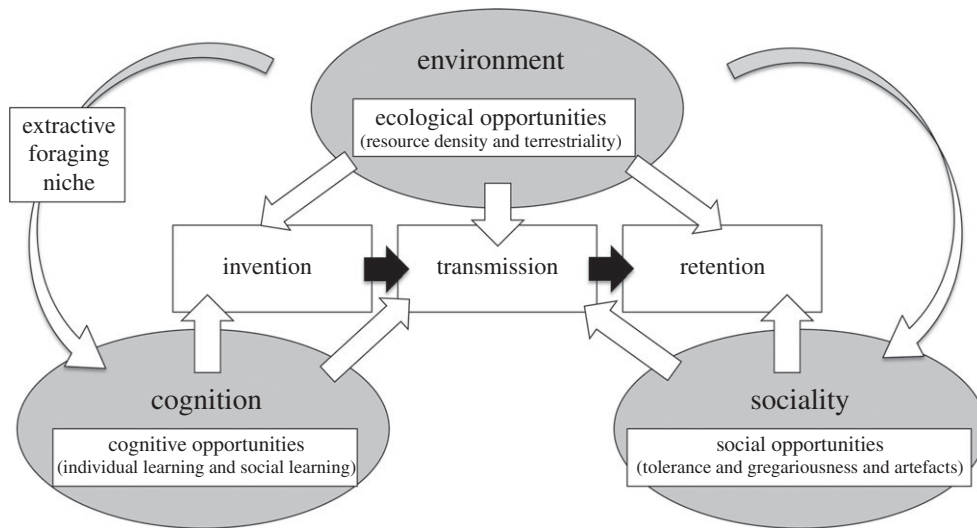 environment
ecological opportunities
(resource density and terrestriality)
extractive
foraging
niche
invention
transmission
retention
cognition
cognitive opportunities
(individual learning and social learning)
sociality
social opportunities
(tolerance and gregariousness and artefacts)